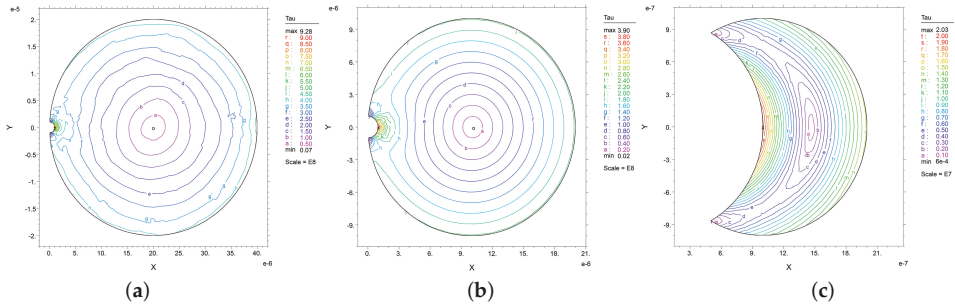 e-5
2.0
1.5
1.0
0.5
0.
-0.5
-1.0
-1.5
-2.
Y
0. 5. 10. 15. 20. 25. 30. 35. 40.
e-6
X
Tau
max 9.28
r : 9.00
q : 8.50
p : 8.00
o : 7.50
n : 7.00
m : 6.50
l : 6.00
k : 5.50
j : 5.00
i : 4.50
h : 4.00
g : 3.50
f : 3.00
e : 2.50
d : 2.00
c : 1.50
b : 1.00
a : 0.50
min 0.07
Scale = E8
(a)
e-6
9.
6.
3.
0.
-3.
-6.
-9.
Y
0. 3. 6. 9. 12. 15. 18. 21.
e-6
X
Tau
max 3.90
s : 3.80
r : 3.60
q : 3.40
p : 3.20
o : 3.00
n : 2.80
m : 2.60
l : 2.40
k : 2.20
j : 2.00
i : 1.80
h : 1.60
g : 1.40
f : 1.20
e : 1.00
d : 0.80
c : 0.60
b : 0.40
a : 0.20
min 0.02
Scale = E8
(b)
e-7
9.
6.
3.
0.
-3.
-6.
-9.
Y
3. 6. 9. 12. 15. 18. 21.
e-7
X
Tau
max 2.03
t : 2.00
s : 1.90
r : 1.80
q : 1.70
p : 1.60
o : 1.50
n : 1.40
m : 1.30
l : 1.20
k : 1.10
j : 1.00
i : 0.90
h : 0.80
g : 0.70
f : 0.60
e : 0.50
d : 0.40
c : 0.30
b : 0.20
a : 0.10
min 6e-4
Scale = E7
(c)